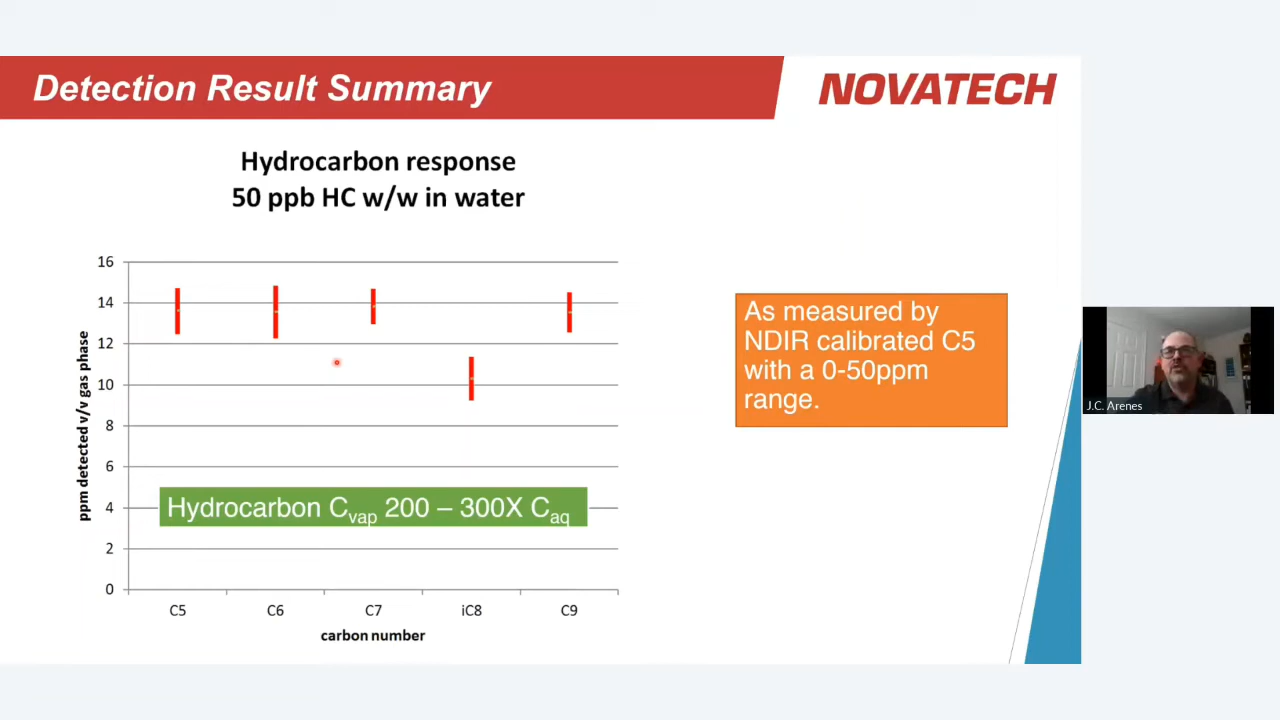 Detection Result Summary
NOVATECH
Hydrocarbon response
50 ppb HC w/w in water
ppm detected v/v gas phase
16
14
12
10
8
6
4
2
0
Hydrocarbon Cvap 200 – 300X Caq
C5 C6 C7 iC8 C9
carbon number
As measured by
NDIR calibrated C5
with a 0-50ppm
range.
J.C. Arenes